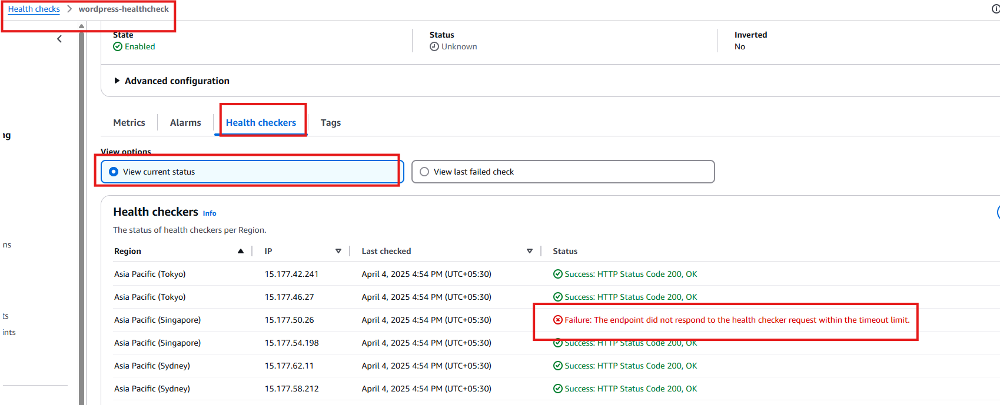 Health checks > wordpress-healthcheck
State
Enabled
Status
Unknown
Inverted
No
Advanced configuration
ng
Metrics
Alarms
Health checkers
Tags
View options
View current status
View last failed check
Health checkers Info
The status of health checkers per Region.
ns
Region IP Last checked Status
Asia Pacific (Tokyo) 15.177.42.241 April 4, 2025 4:54 PM (UTC+05:30) Success: HTTP Status Code 200, OK
Asia Pacific (Tokyo) 15.177.46.27 April 4, 2025 4:54 PM (UTC+05:30) Success: HTTP Status Code 200, OK
ts
Asia Pacific (Singapore) 15.177.50.26 April 4, 2025 4:54 PM (UTC+05:30) Failure: The endpoint did not respond to the health checker request within the timeout limit.
ints
Asia Pacific (Singapore) 15.177.54.198 April 4, 2025 4:54 PM (UTC+05:30) Success: HTTP Status Code 200, OK
Asia Pacific (Sydney) 15.177.62.11 April 4, 2025 4:54 PM (UTC+05:30) Success: HTTP Status Code 200, OK
Asia Pacific (Sydney) 15.177.58.212 April 4, 2025 4:54 PM (UTC+05:30) Success: HTTP Status Code 200, OK